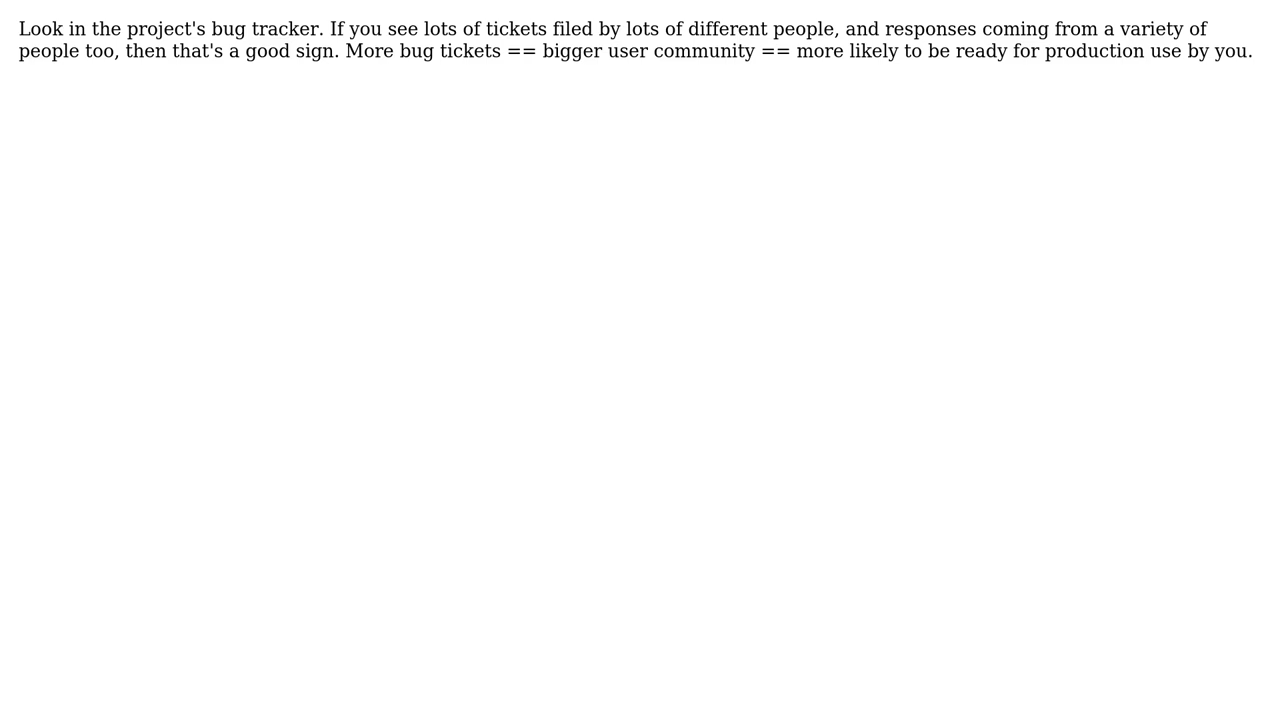 Look in the project's bug tracker. If you see lots of tickets filed by lots of different people, and responses coming from a variety of
people too, then that's a good sign. More bug tickets == bigger user community == more likely to be ready for production use by you.